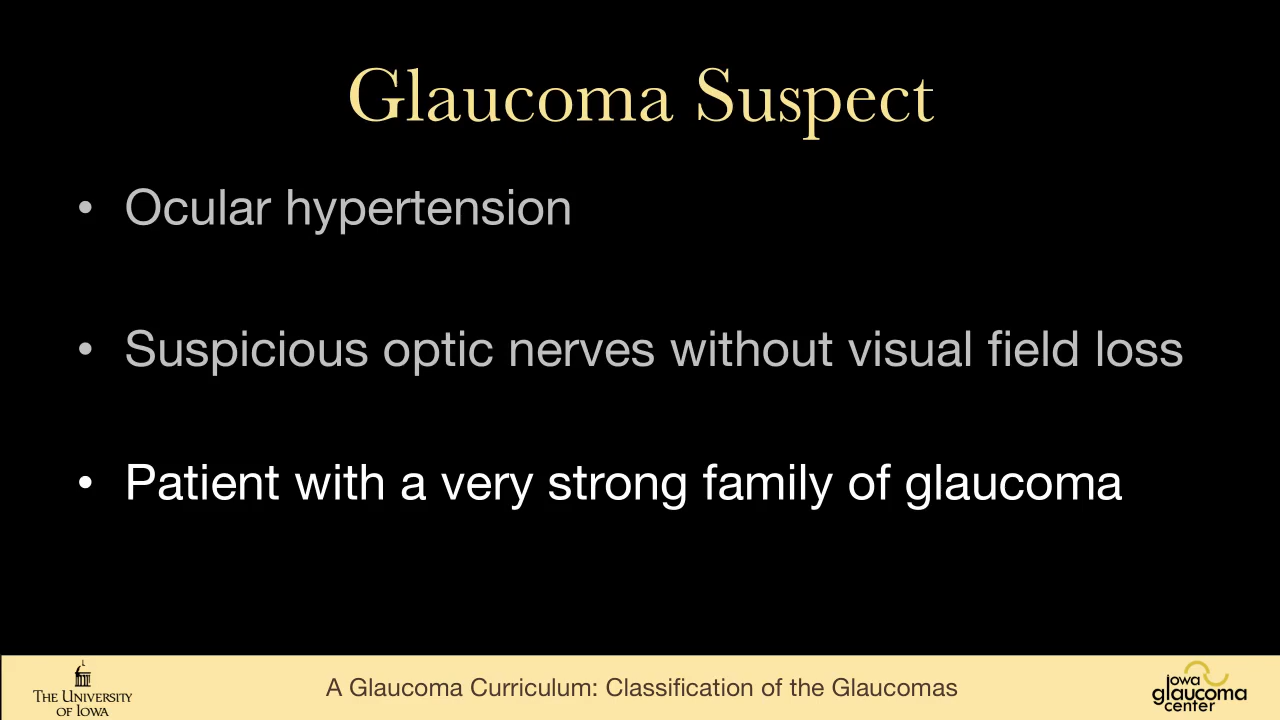 Glaucoma Suspect
• Ocular hypertension
• Suspicious optic nerves without visual field loss
• Patient with a very strong family of glaucoma
THE UNIVERSITY
OF IOWA
A Glaucoma Curriculum: Classification of the Glaucomas
iowa
glaucoma
center